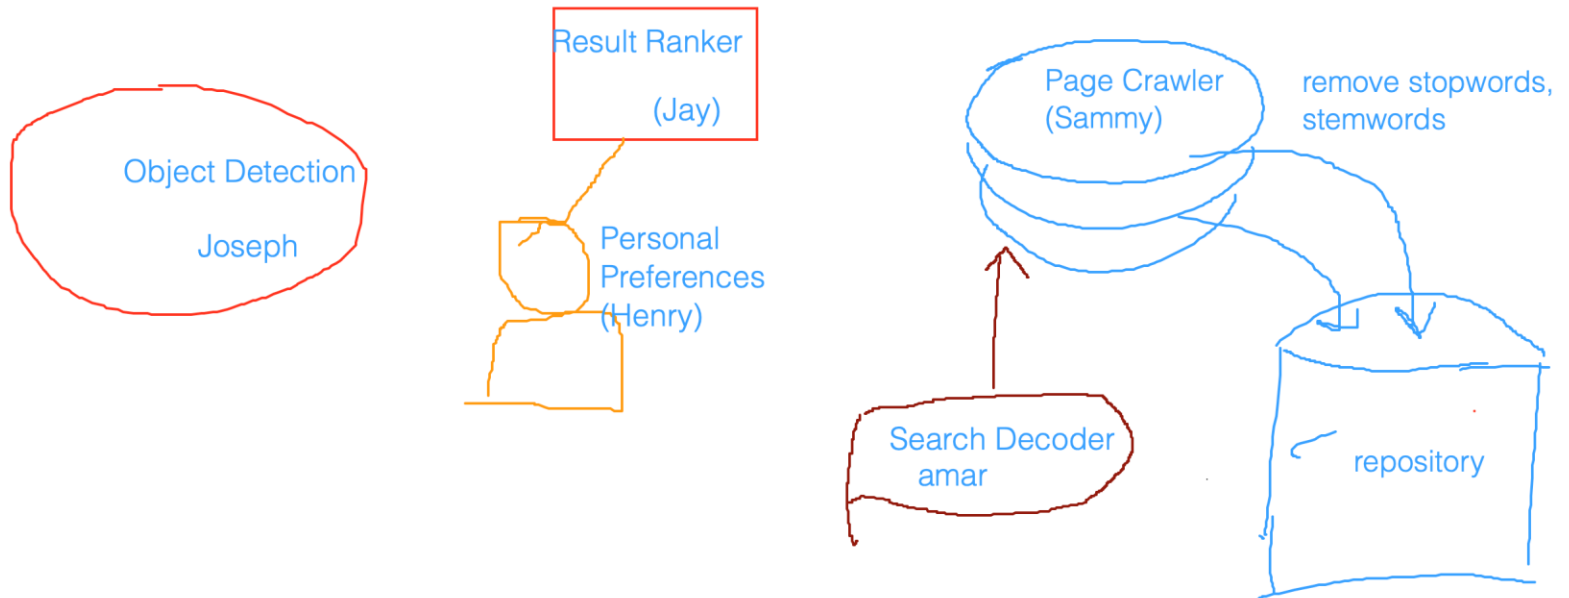 Result Ranker
(Jay)
Object Detection
Joseph
Personal
Preferences
(Henry)
Page Crawler
(Sammy)
remove stopwords,
stemwords
Search Decoder
amar
repository